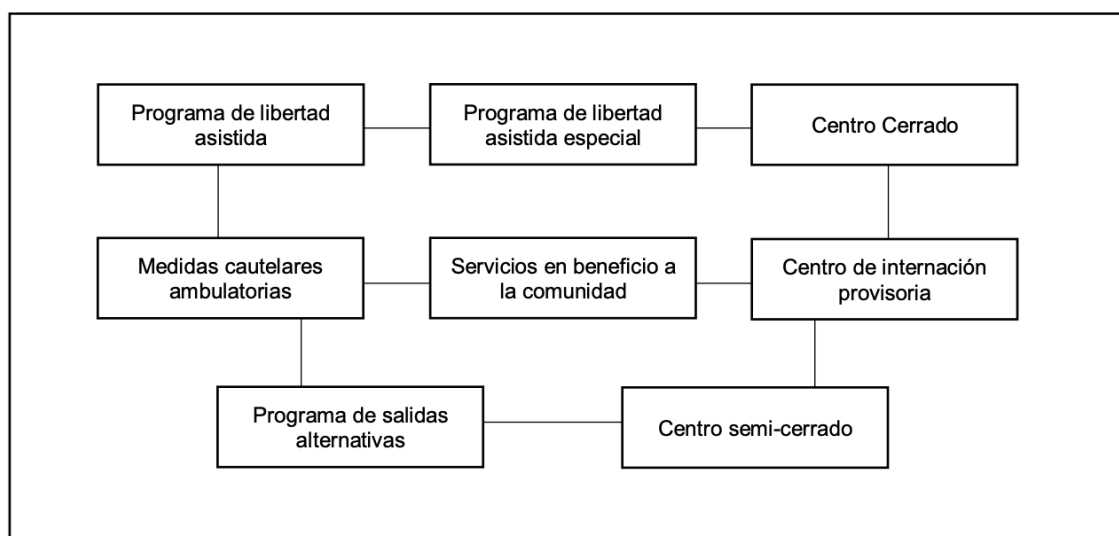 Programa de libertad
asistida
Programa de libertad
asistida especial
Centro Cerrado
Medidas cautelares
ambulatorias
Servicios en beneficio a
la comunidad
Centro de internación
provisoria
Programa de salidas
alternativas
Centro semi-cerrado